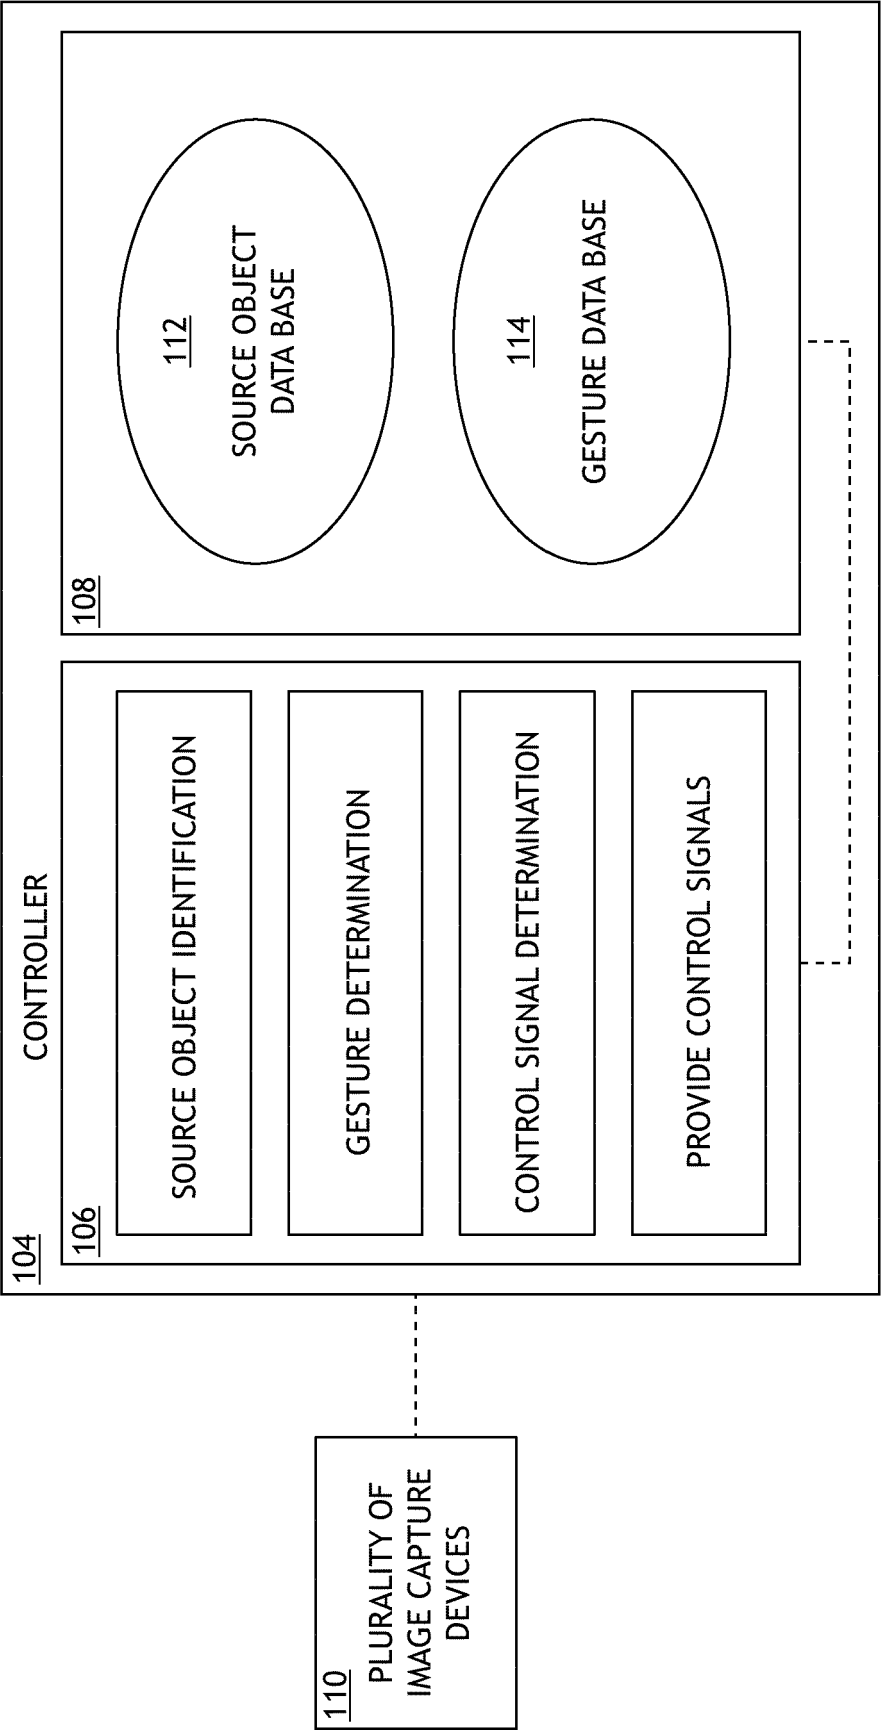 104
CONTROLLER
106
SOURCE OBJECT IDENTIFICATION
GESTURE DETERMINATION
CONTROL SIGNAL DETERMINATION
PROVIDE CONTROL SIGNALS
108
112
SOURCE OBJECT
DATA BASE
114
GESTURE DATA BASE
110
PLURALITY OF
IMAGE CAPTURE
DEVICES